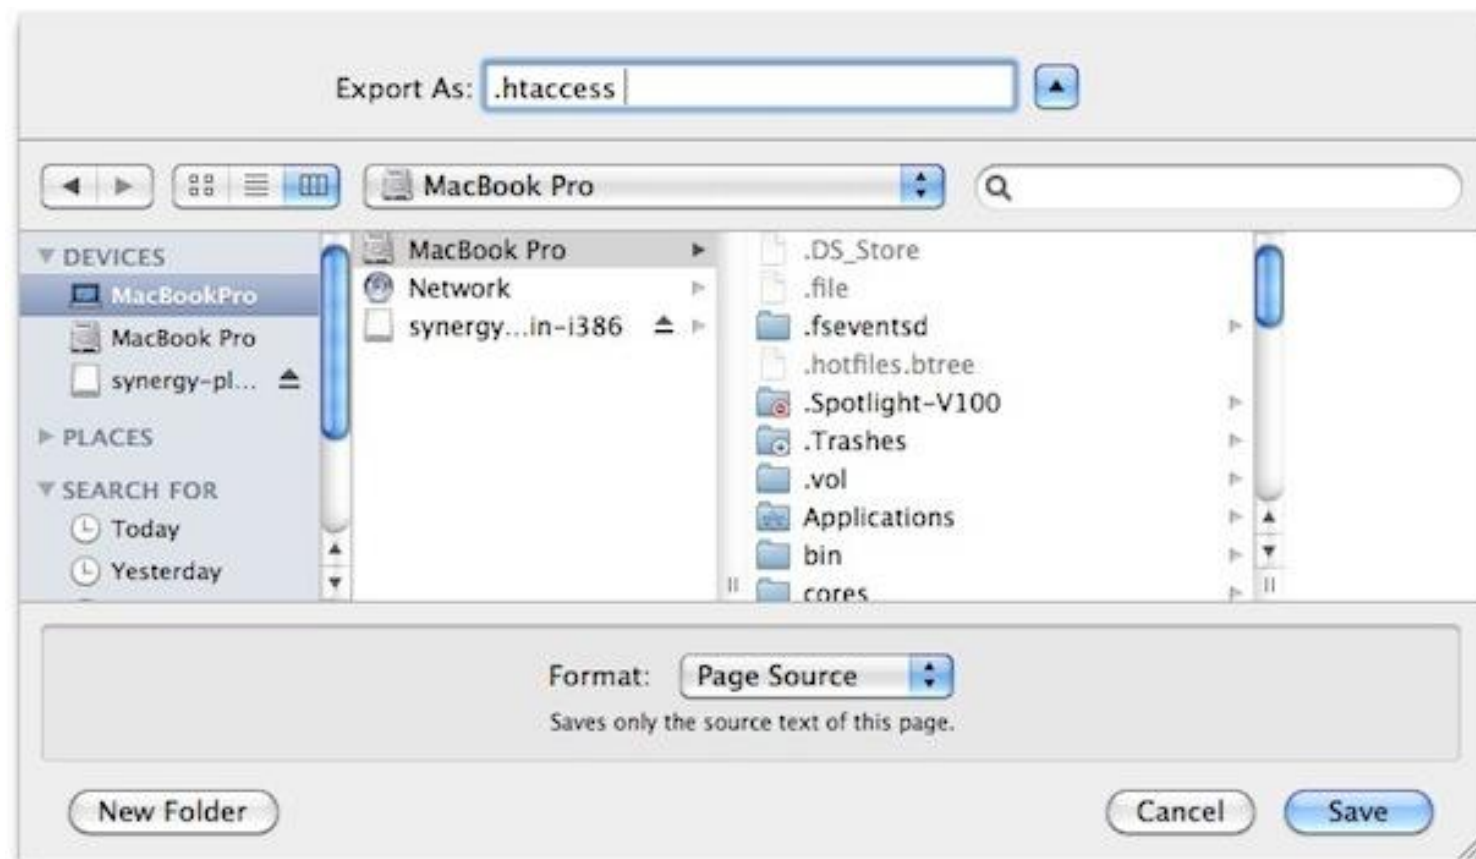 Export As: .htaccess
MacBook Pro
DEVICES
MacBookPro
MacBook Pro
synergy-pl...
PLACES
SEARCH FOR
Today
Yesterday
MacBook Pro
Network
synergy...in-i386
.DS_Store
.file
.fseventsd
.hotfiles.btree
.Spotlight-V100
.Trashes
.vol
Applications
bin
cores
Format: Page Source
Saves only the source text of this page.
New Folder
Cancel
Save